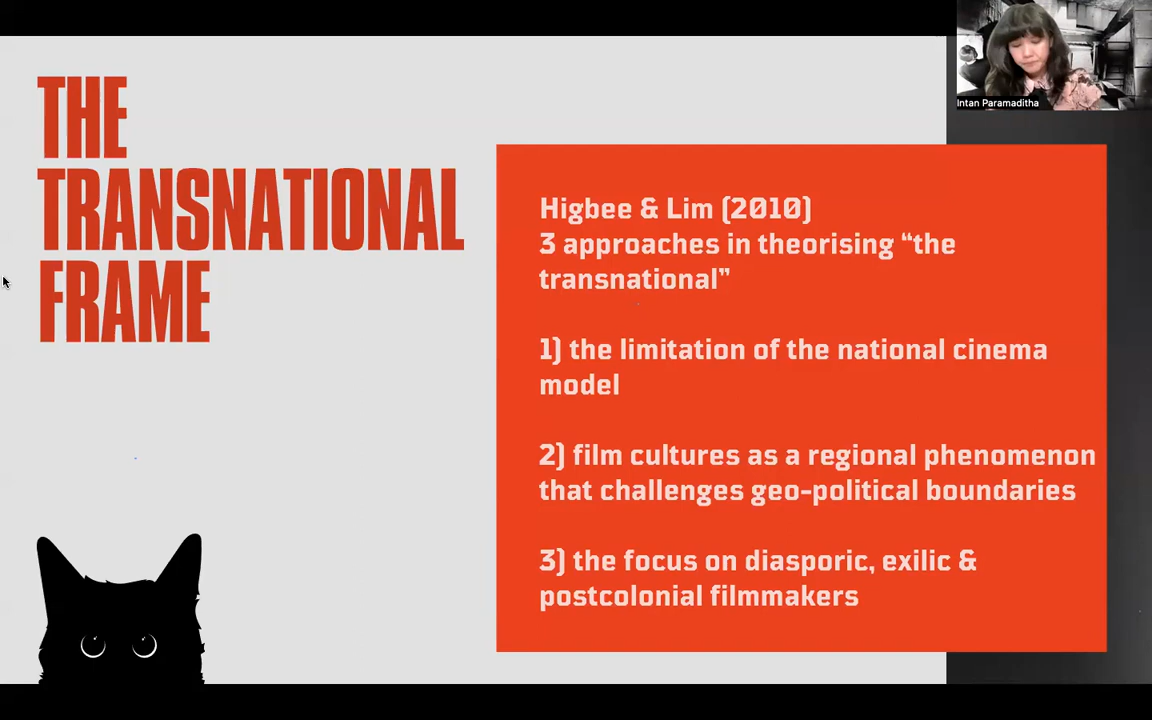 THE
TRANSNATIONAL
FRAME
Intan Paramaditha
Higbee & Lim (2010)
3 approaches in theorising “the
transnational”
1) the limitation of the national cinema
model
2) film cultures as a regional phenomenon
that challenges geo-political boundaries
3) the focus on diasporic, exilic &
postcolonial filmmakers